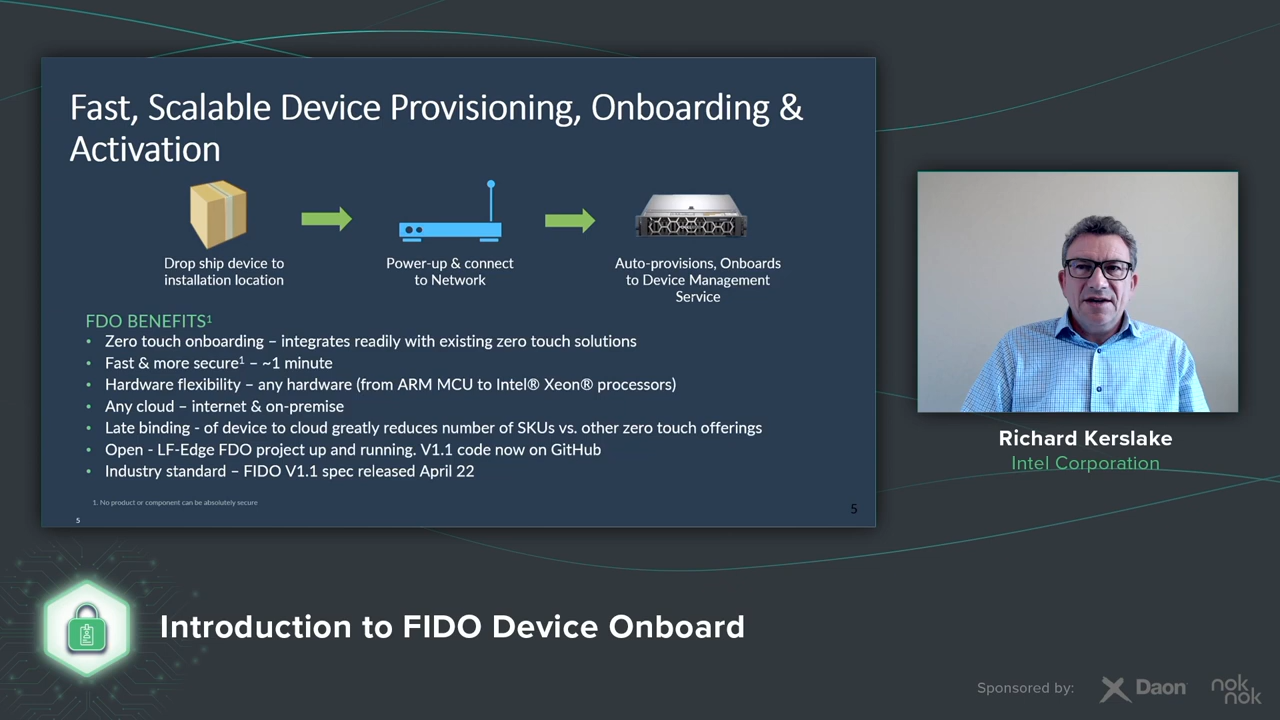 Fast, Scalable Device Provisioning, Onboarding &
Activation
Drop ship device to
installation location
Power-up & connect
to Network
Auto-provisions, Onboards
to Device Management
Service
FDO BENEFITS¹
• Zero touch onboarding – integrates readily with existing zero touch solutions
• Fast & more secure¹ – ~1 minute
• Hardware flexibility – any hardware (from ARM MCU to Intel® Xeon® processors)
• Any cloud – internet & on-premise
• Late binding - of device to cloud greatly reduces number of SKUs vs. other zero touch offerings
• Open - LF-Edge FDO project up and running. V1.1 code now on GitHub
• Industry standard – FIDO V1.1 spec released April 22
1. No product or component can be absolutely secure
5
5
Richard Kerslake
Intel Corporation
Introduction to FIDO Device Onboard
Sponsored by:
Daon
nok
nok